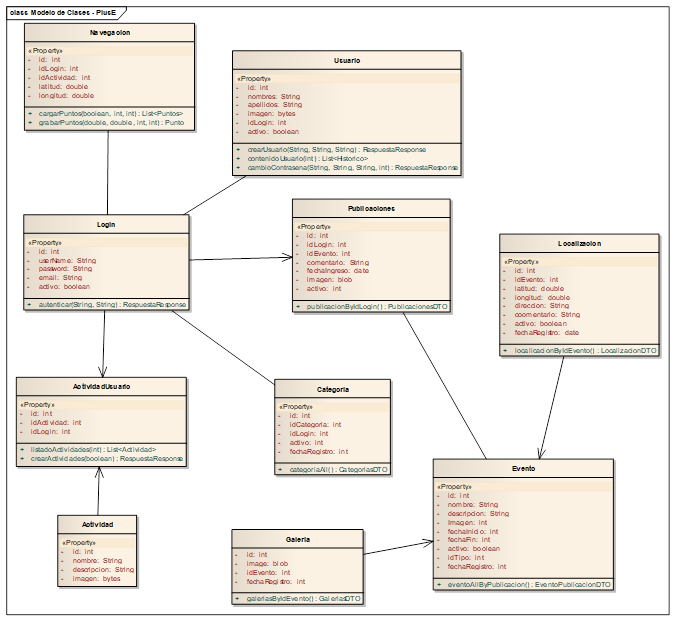 class Modelo de Clases - PlusE
Navegacion
«Property»
- id: int
- idLogin: int
- idActividad: int
- latitud: double
- longitud: double
+ cargarPuntos(boolean, int, int) : List<Puntos>
+ grabarPuntos(double, double, int, int) : Punto
Usuario
«Property»
- id: int
- nombres: String
- apellidos: String
- imagen: bytes
- idLogin: int
- activo: boolean
+ crearUsuario(String, String, String) : RespuestaResponse
+ contenidoUsuario(int) : List<Historico>
+ cambioContrasena(String, String, String, int) : RespuestaResponse
Login
«Property»
- id: int
- userName: String
- password: String
- email: String
- activo: boolean
+ autenticar(String, String) : RespuestaResponse
Publicaciones
«Property»
- id: int
- idLogin: int
- idEvento: int
- comentario: String
- fechaIngreso: date
- imagen: blob
- activo: int
+ publicacionByIdLogin() : PublicacionesDTO
Localizacion
«Property»
- id: int
- idEvento: int
- latitud: double
- longitud: double
- direccion: String
- coomentario: String
- activo: boolean
- fechaRegistro: date
+ localicacionByIdEvento() : LocalizacionDTO
ActividadUsuario
«Property»
- id: int
- idActividad: int
- idLogin: int
+ listadoActividades(int) : List<Actividad>
+ crearActividades(boolean) : RespuestaResponse
Categoria
«Property»
- id: int
- idCategoria: int
- idLogin: int
- activo: int
- fechaRegistro: int
+ categoriaAll() : CategoriasDTO
Evento
«Property»
- id: int
- nombre: String
- descripcion: String
- Imagen: int
- fechaInicio: int
- fechaFin: int
- activo: boolean
- idTipo: int
- fechaRegistro: int
+ eventoAllByPublicacion() : EventoPublicacionDTO
Actividad
«Property»
- id: int
- nombre: String
- descripcion: String
- imagen: bytes
Galeria
- id: int
- image: blob
- idEvento: int
- fechaRegistro: int
+ galeriasByIdEvento() : GaleriasDTO